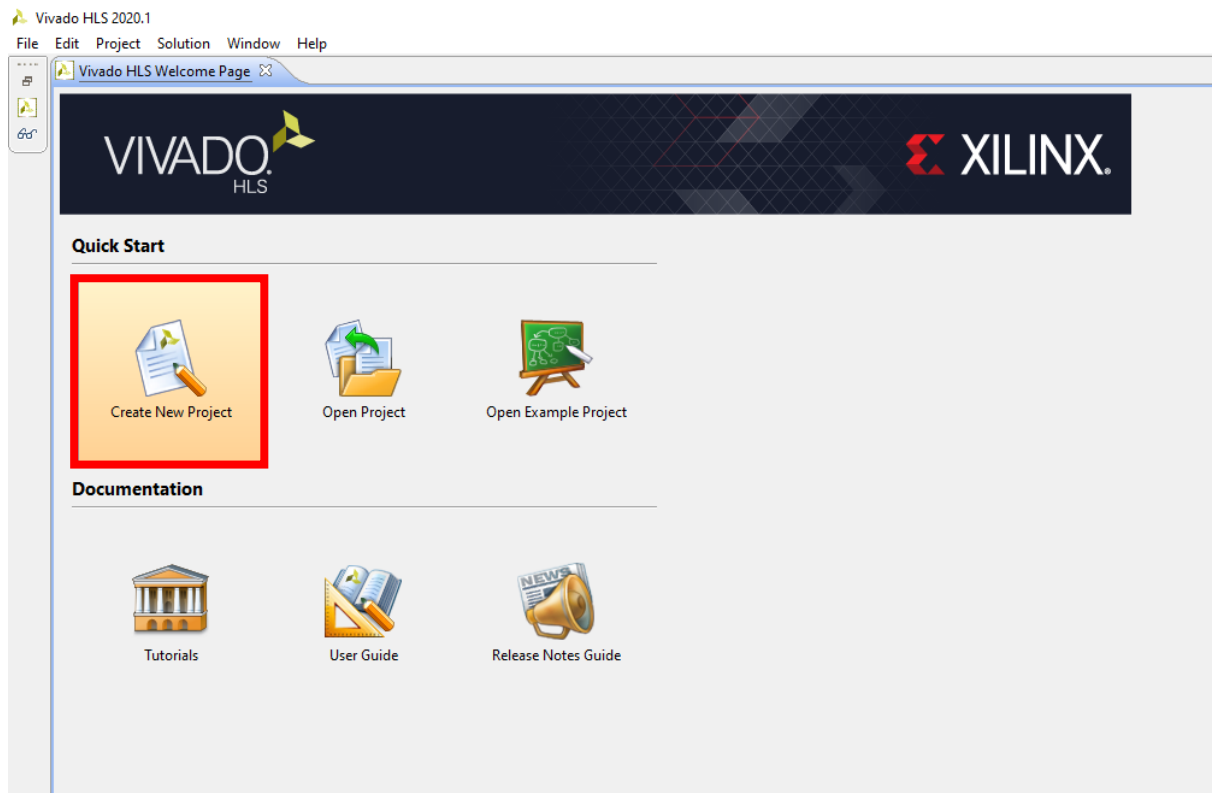 Vivado HLS 2020.1
File Edit Project Solution Window Help
Vivado HLS Welcome Page
VIVADO.
HLS
XILINX.
Quick Start
Create New Project
Open Project
Open Example Project
Documentation
NEWS
Tutorials
User Guide
Release Notes Guide